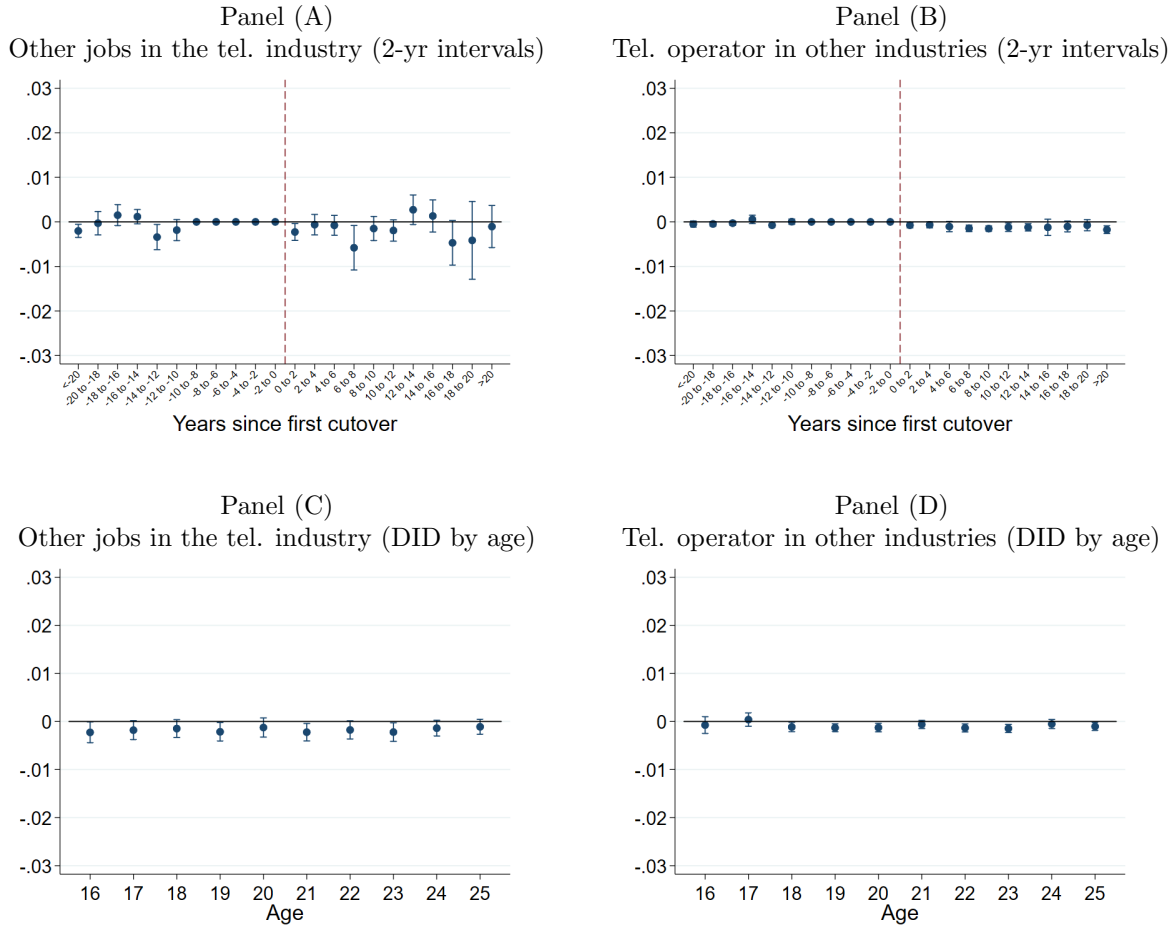 Panel (A)
Other jobs in the tel. industry (2-yr intervals)
.03
.02
.01
0
-.01
-.02
-.03
<-20
-20 to -18
-18 to -16
-16 to -14
-14 to -12
-12 to -10
-10 to -8
-8 to -6
-6 to -4
-4 to -2
-2 to 0
0 to 2
2 to 4
4 to 6
6 to 8
8 to 10
10 to 12
12 to 14
14 to 16
16 to 18
18 to 20
>20
Years since first cutover
Panel (B)
Tel. operator in other industries (2-yr intervals)
.03
.02
.01
0
-.01
-.02
-.03
<-20
-20 to -18
-18 to -16
-16 to -14
-14 to -12
-12 to -10
-10 to -8
-8 to -6
-6 to -4
-4 to -2
-2 to 0
0 to 2
2 to 4
4 to 6
6 to 8
8 to 10
10 to 12
12 to 14
14 to 16
16 to 18
18 to 20
>20
Years since first cutover
Panel (C)
Other jobs in the tel. industry (DID by age)
.03
.02
.01
0
-.01
-.02
-.03
16 17 18 19 20 21 22 23 24 25
Age
Panel (D)
Tel. operator in other industries (DID by age)
.03
.02
.01
0
-.01
-.02
-.03
16 17 18 19 20 21 22 23 24 25
Age